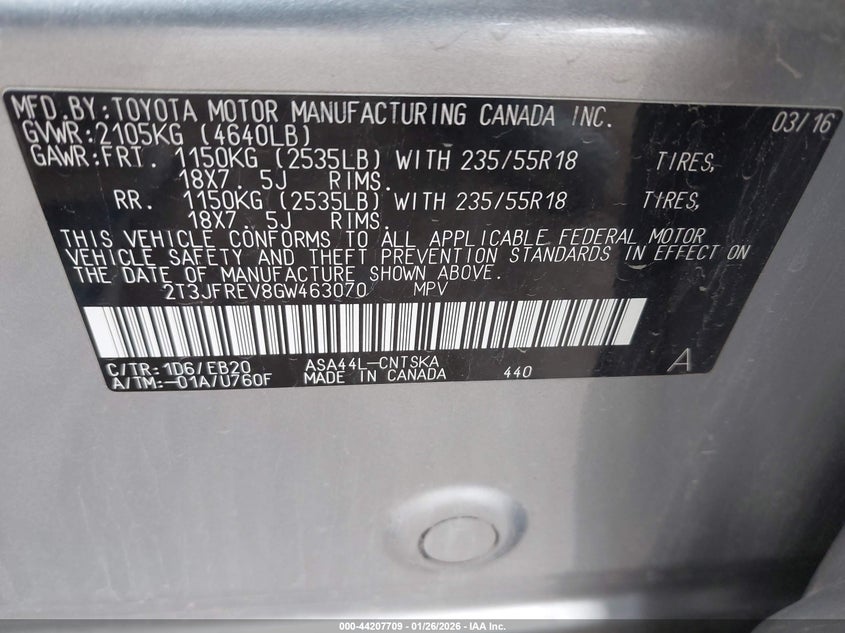 MFD.BY:TOYOTA MOTOR MANUFACTURING CANADA INC. 03/16
GVWR:2105KG (4640LB)
GAWR:FRT. 1150KG (2535LB) WITH 235/55R18 TIRES,
18X7.5J RIMS.
RR. 1150KG (2535LB) WITH 235/55R18 TIRES,
18X7.5J RIMS.
THIS VEHICLE CONFORMS TO ALL APPLICABLE FEDERAL MOTOR
VEHICLE SAFETY AND THEFT PREVENTION STANDARDS IN EFFECT ON
THE DATE OF MANUFACTURE SHOWN ABOVE.
2T3JFREV8GW463070 MPV
C/TR:1D6/EB20 ASA44L-CNTSKA A
A/TM:-01A/U760F MADE IN CANADA 440
000-44207709 - 01/26/2026 - IAA Inc.